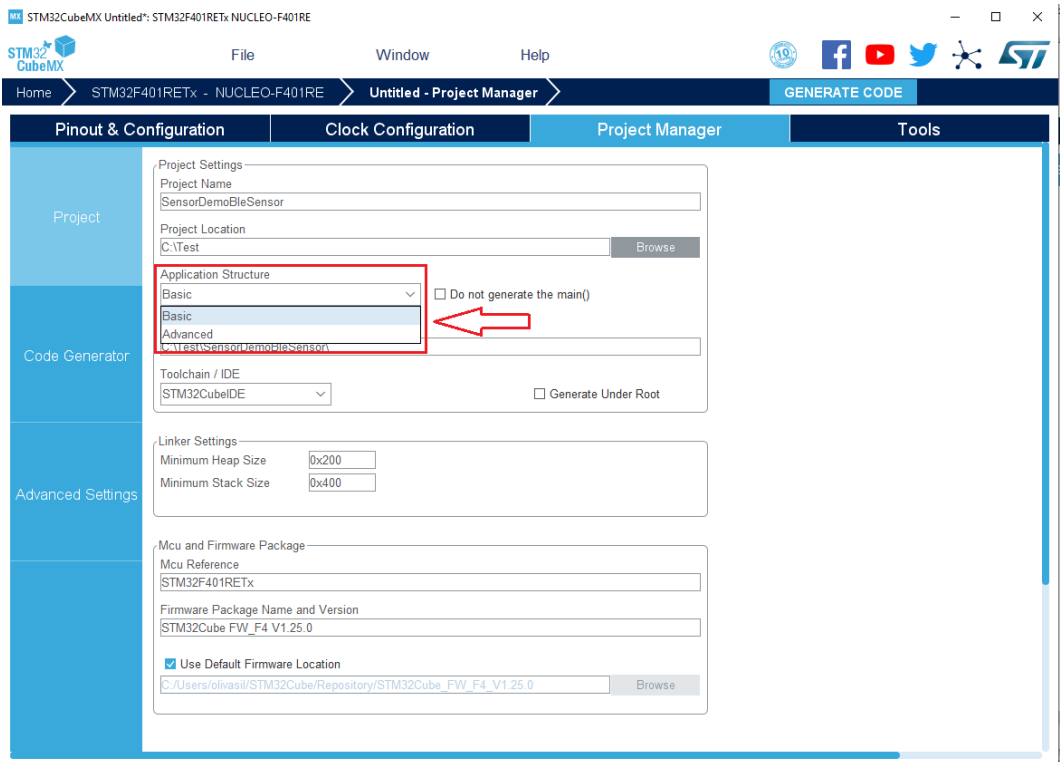 MX STM32CubeMX Untitled*: STM32F401RETx NUCLEO-F401RE
STM32 CubeMX File Window Help 10 f ST
Home STM32F401RETx - NUCLEO-F401RE Untitled - Project Manager GENERATE CODE
Pinout & Configuration Clock Configuration Project Manager Tools
Project
Code Generator
Advanced Settings
Project Settings
Project Name
SensorDemoBleSensor
Project Location
C:\Test Browse
Application Structure
Basic Do not generate the main()
Basic
Advanced
C:\Test\SensorDemoBleSensor\
Toolchain / IDE
STM32CubeIDE Generate Under Root
Linker Settings
Minimum Heap Size 0x200
Minimum Stack Size 0x400
Mcu and Firmware Package
Mcu Reference
STM32F401RETx
Firmware Package Name and Version
STM32Cube FW_F4 V1.25.0
Use Default Firmware Location
C:/Users/olivasil/STM32Cube/Repository/STM32Cube_FW_F4_V1.25.0 Browse